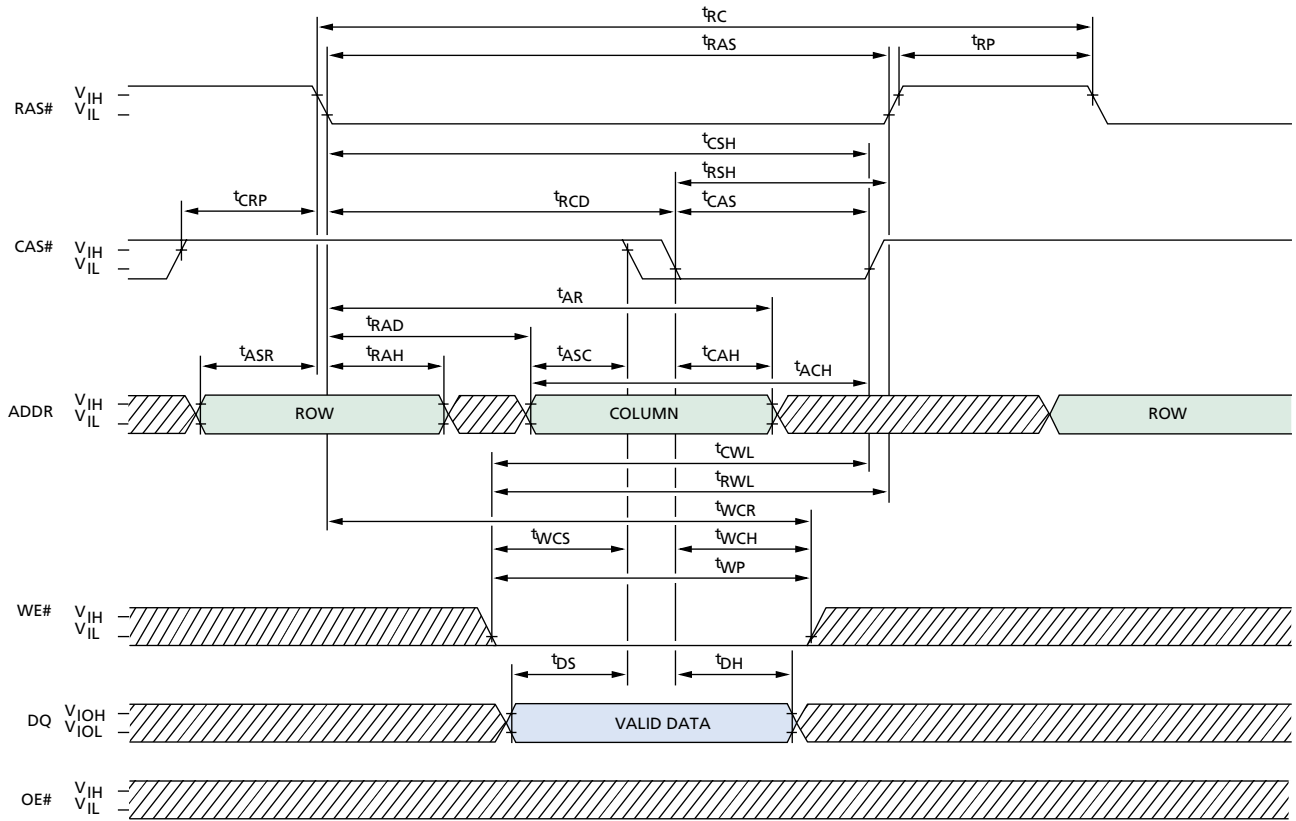 tRC
tRAS tRP
RAS# VIH
VIL
tCSH
tRSH
tCRP tRCD tCAS
CAS# VIH
VIL
tAR
tRAD
tASR tRAH tASC tCAH
tACH
ADDR VIH
VIL
ROW COLUMN ROW
tCWL
tRWL
tWCR
tWCS tWCH
tWP
WE# VIH
VIL
tDS tDH
DQ VIOH
VIOL
VALID DATA
OE# VIH
VIL